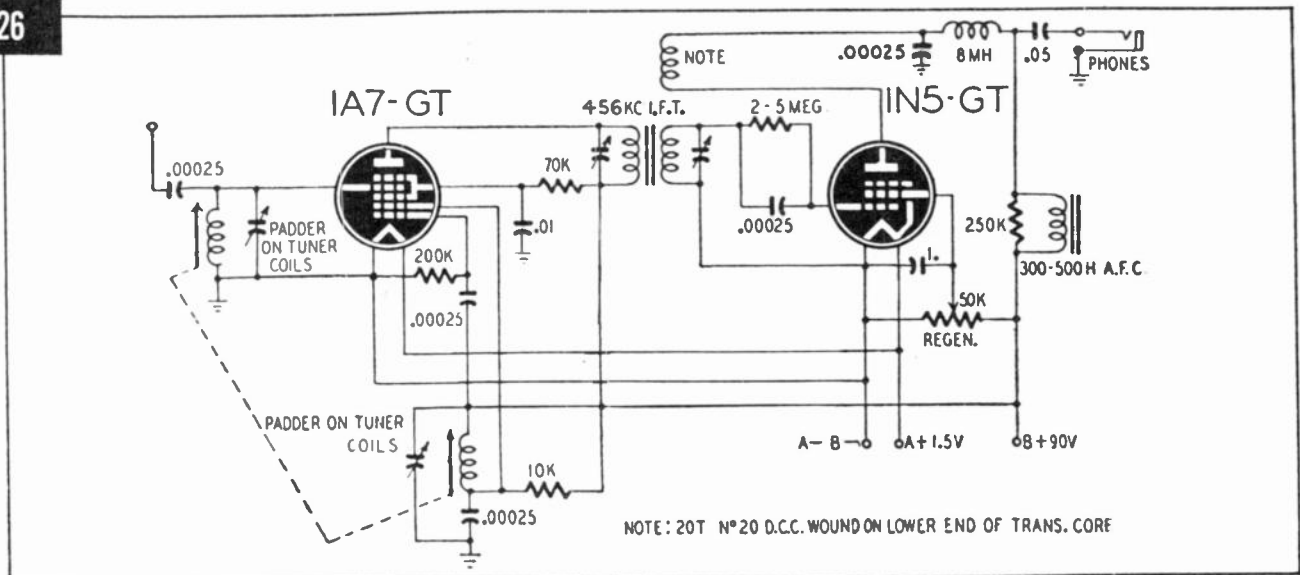 26
.00025
8MH
.05
PHONES
NOTE
1A7-GT
456KC I.F.T.
2-5 MEG
1N5-GT
.00025
70K
PADDER
ON TUNER
COILS
.01
.00025
250K
200K
1.
300-500H A.F.C.
.00025
50K
REGEN.
PADDER ON TUNER
COILS
A- B-
A+1.5V
B+90V
10K
.00025
NOTE: 20T Nº20 D.C.C. WOUND ON LOWER END OF TRANS. CORE